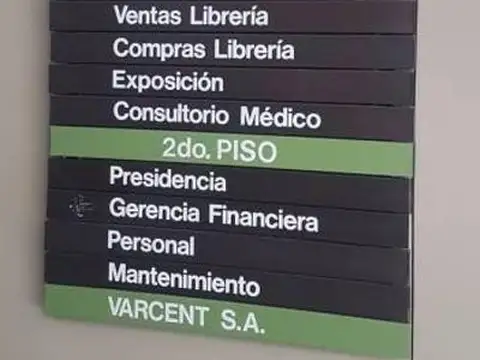 Ventas Librería
Compras Librería
Exposición
Consultorio Médico
2do. PISO
Presidencia
Gerencia Financiera
Personal
Mantenimiento
VARCENT S.A.